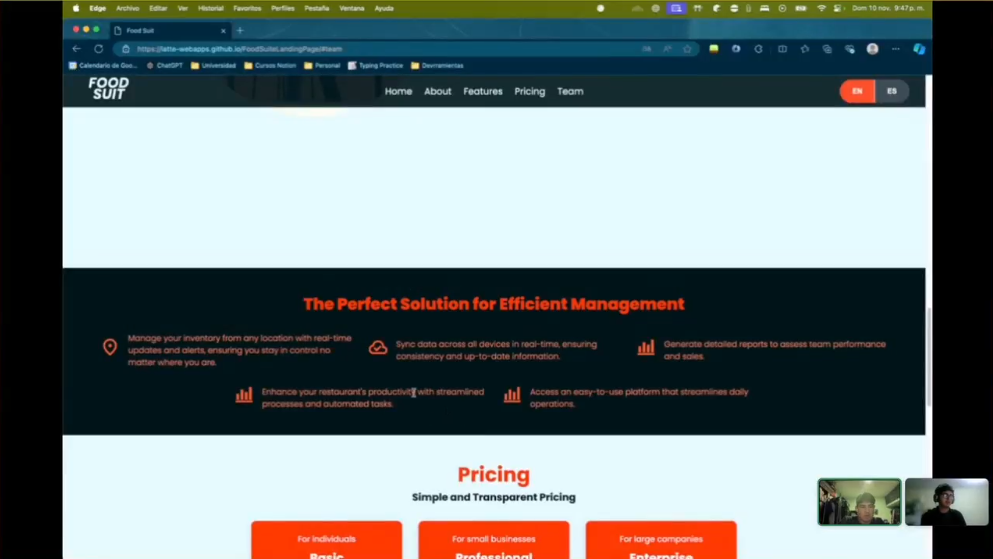 Edge Archivo Editar Ver Historial Favoritos Perfiles Pestaña Ventana Ayuda Dom 10 nov, 9:47 p.m.
Food Suit
https://latte-webapps.github.io/FoodSuiteLandingPage/#team
Calendario de Goo... ChatGPT Universidad Cursos Notion Personal Typing Practice Devrramientas
FOOD
SUIT
Home About Features Pricing Team
EN ES
The Perfect Solution for Efficient Management
Manage your inventory from any location with real-time
updates and alerts, ensuring you stay in control no
matter where you are.
Sync data across all devices in real-time, ensuring
consistency and up-to-date information.
Generate detailed reports to assess team performance
and sales.
Enhance your restaurant's productivity with streamlined
processes and automated tasks.
Access an easy-to-use platform that streamlines daily
operations.
Pricing
Simple and Transparent Pricing
For individuals
Basic
For small businesses
Professional
For large companies
Enterprise